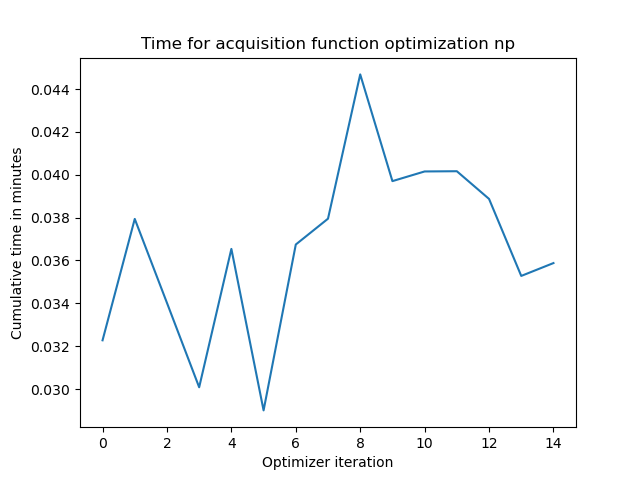 Time for acquisition function optimization np
Cumulative time in minutes
0.044
0.042
0.040
0.038
0.036
0.034
0.032
0.030
0 2 4 6 8 10 12 14
Optimizer iteration